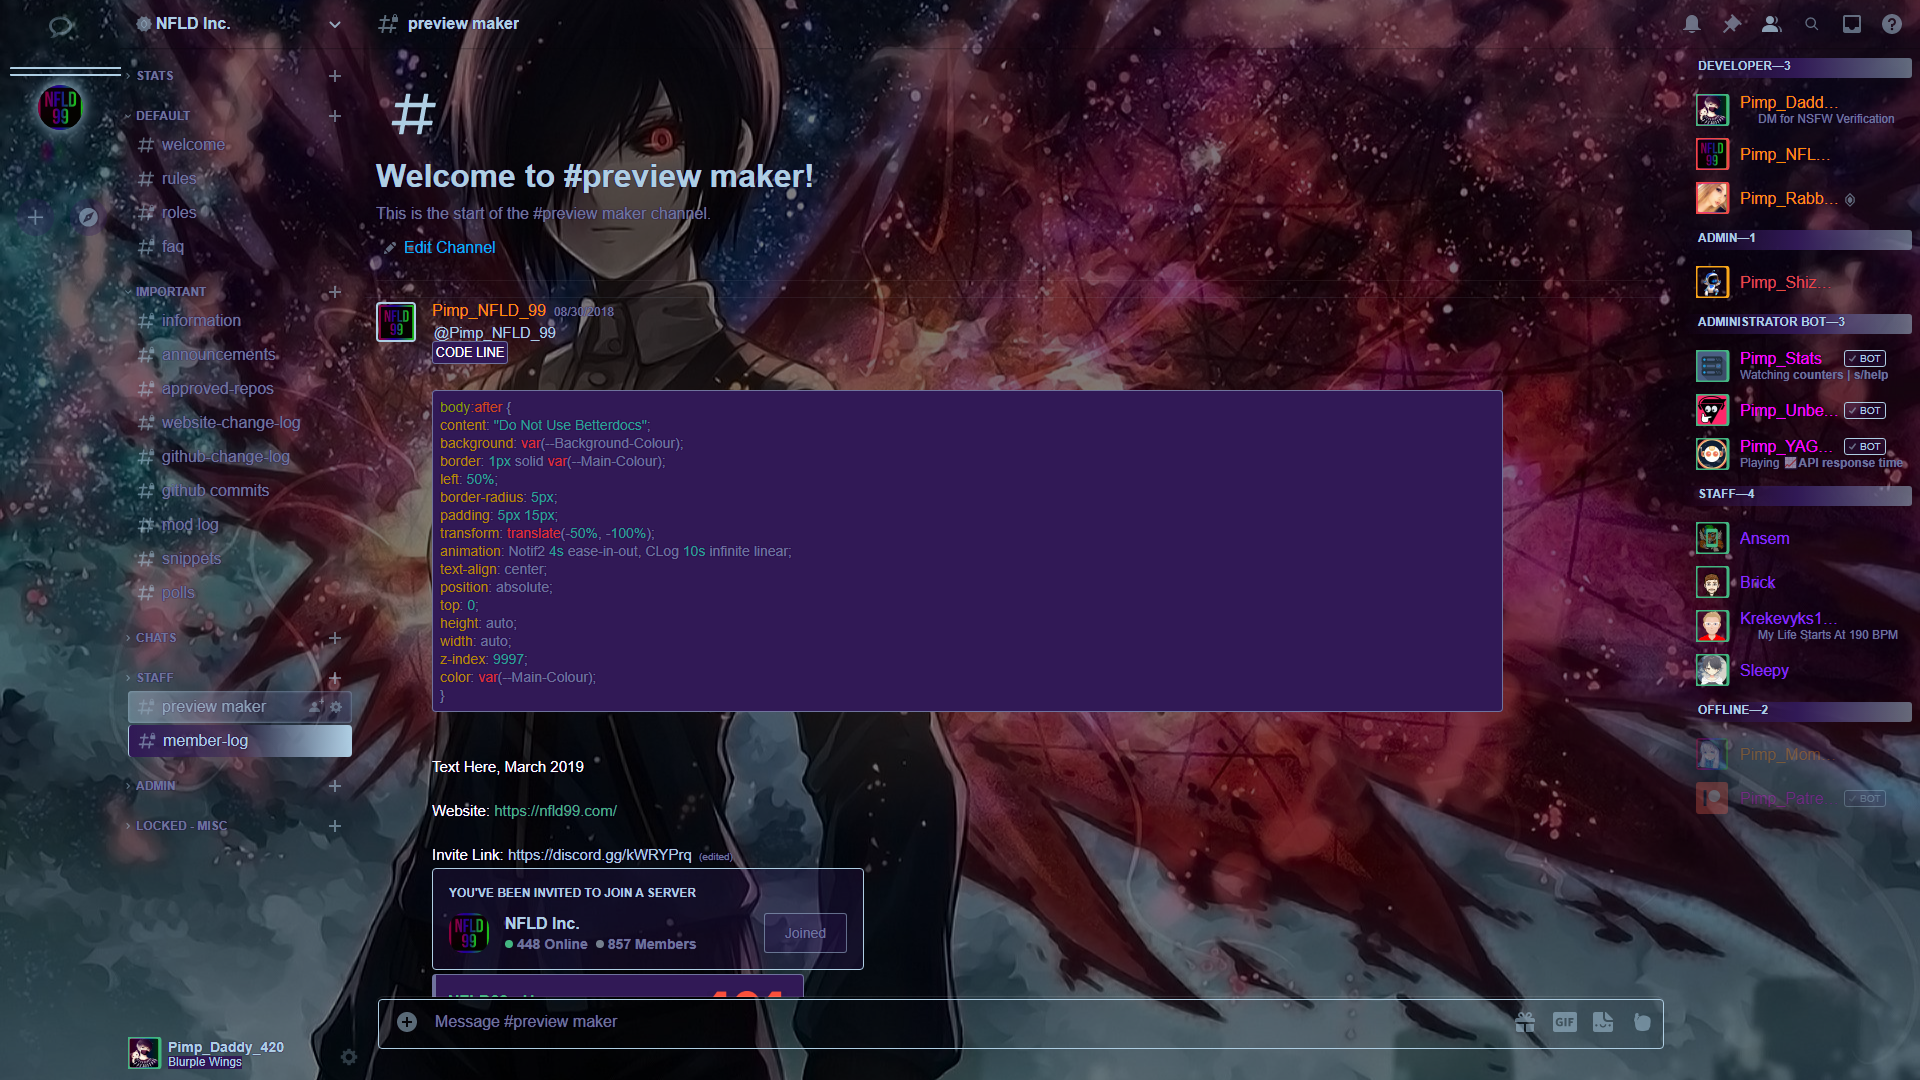 NFLD Inc.
STATS
NFLD
99
DEFAULT
welcome
rules
roles
faq
IMPORTANT
information
announcements
approved-repos
website-change-log
github-change-log
github commits
mod log
snippets
polls
CHATS
STAFF
preview maker
member-log
ADMIN
LOCKED - MISC
Pimp_Daddy_420
Blurple Wings
preview maker
Welcome to #preview maker!
This is the start of the #preview maker channel.
Edit Channel
NFLD
99
Pimp_NFLD_99 08/30/2018
@Pimp_NFLD_99
CODE LINE
body:after {
content: "Do Not Use Betterdocs";
background: var(--Background-Colour);
border: 1px solid var(--Main-Colour);
left: 50%;
border-radius: 5px;
padding: 5px 15px;
transform: translate(-50%, -100%);
animation: Notif2 4s ease-in-out, CLog 10s infinite linear;
text-align: center;
position: absolute;
top: 0;
height: auto;
width: auto;
z-index: 9997;
color: var(--Main-Colour);
}
Text Here, March 2019
Website: https://nfld99.com/
Invite Link: https://discord.gg/kWRYPrq (edited)
YOU'VE BEEN INVITED TO JOIN A SERVER
NFLD
99
NFLD Inc.
448 Online 857 Members
Joined
Message #preview maker
GIF
DEVELOPER—3
Pimp_Dadd...
DM for NSFW Verification
NFLD
99
Pimp_NFL...
Pimp_Rabb...
ADMIN—1
Pimp_Shiz...
ADMINISTRATOR BOT—3
Pimp_Stats ✓ BOT
Watching counters | s/help
Pimp_Unbe... ✓ BOT
Pimp_YAG... ✓ BOT
Playing API response time
STAFF—4
Ansem
Brick
Krekevyks1...
My Life Starts At 190 BPM
Sleepy
OFFLINE—2
Pimp_Mom...
Pimp_Patre ✓ BOT